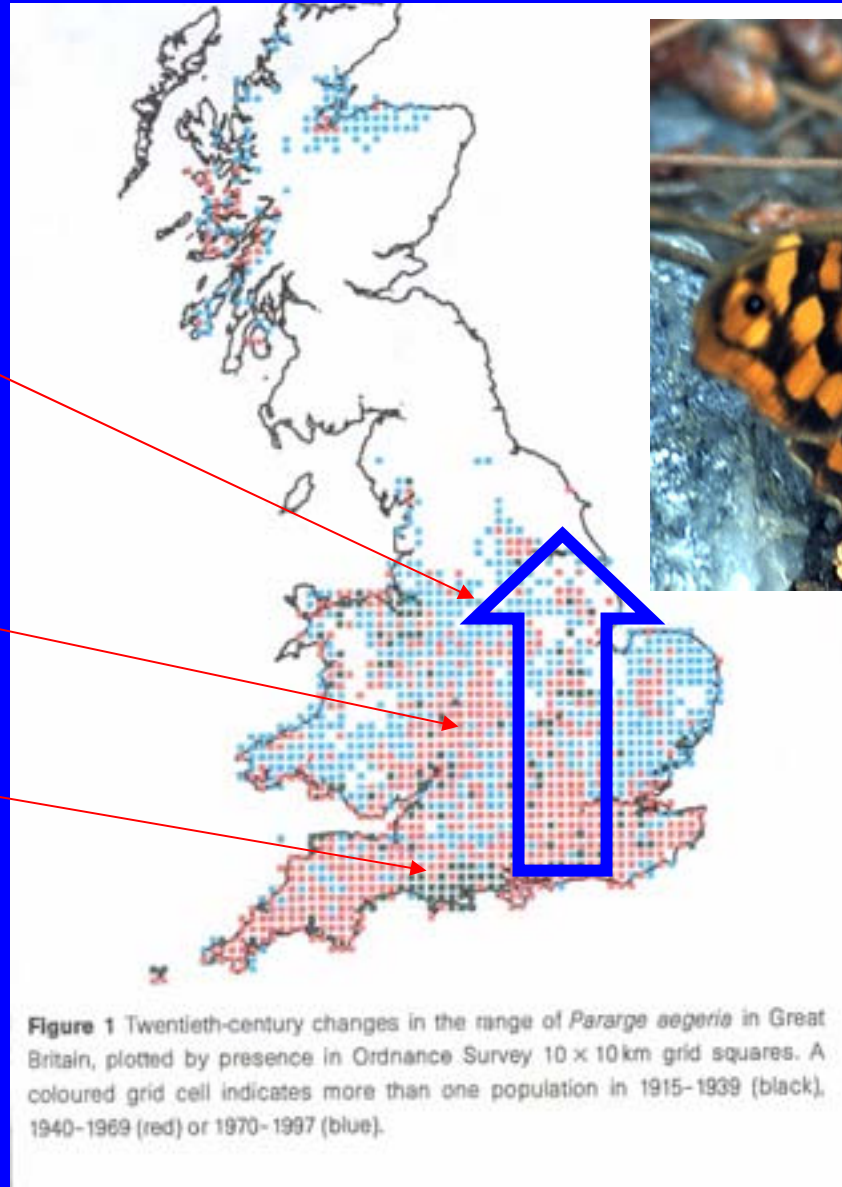 Figure 1 Twentieth-century changes in the range of Pararge aegeria in Great
Britain, plotted by presence in Ordnance Survey 10 × 10 km grid squares. A
coloured grid cell indicates more than one population in 1915–1939 (black),
1940–1969 (red) or 1970–1997 (blue).